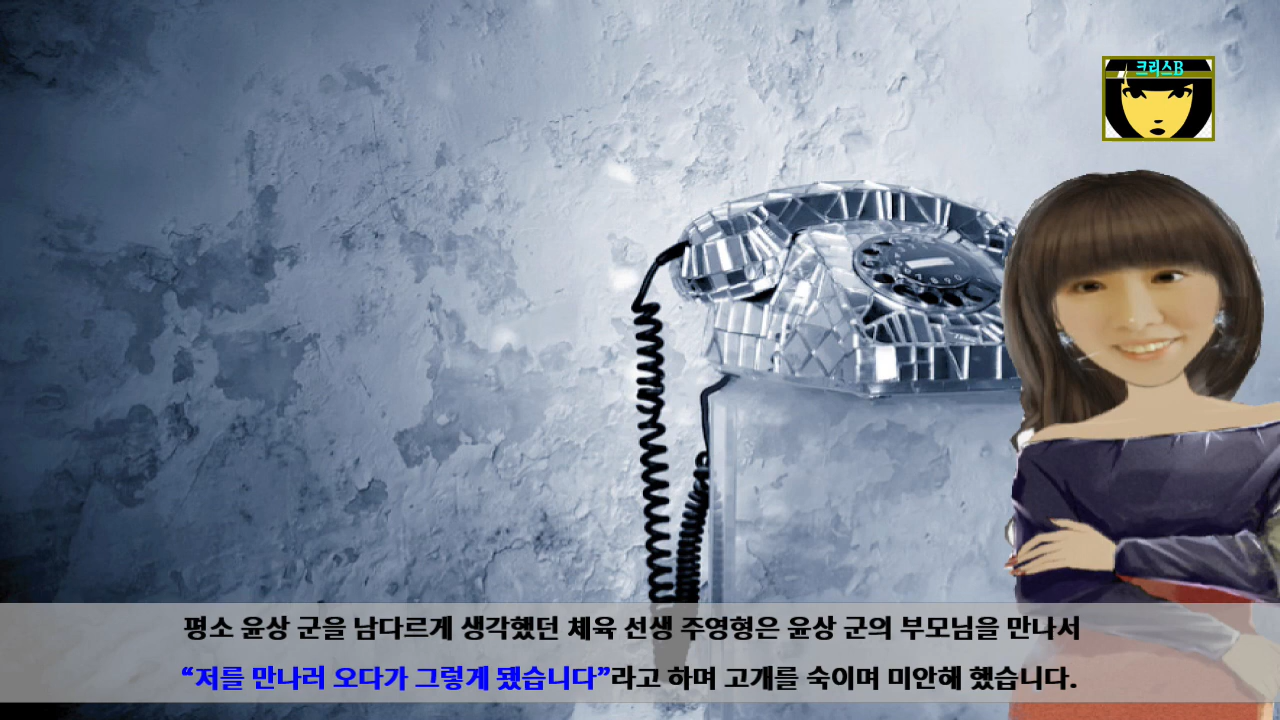 크리스B
평소 윤상 군을 남다르게 생각했던 체육 선생 주영형은 윤상 군의 부모님을 만나서
“저를 만나러 오다가 그렇게 됐습니다”라고 하며 고개를 숙이며 미안해 했습니다.